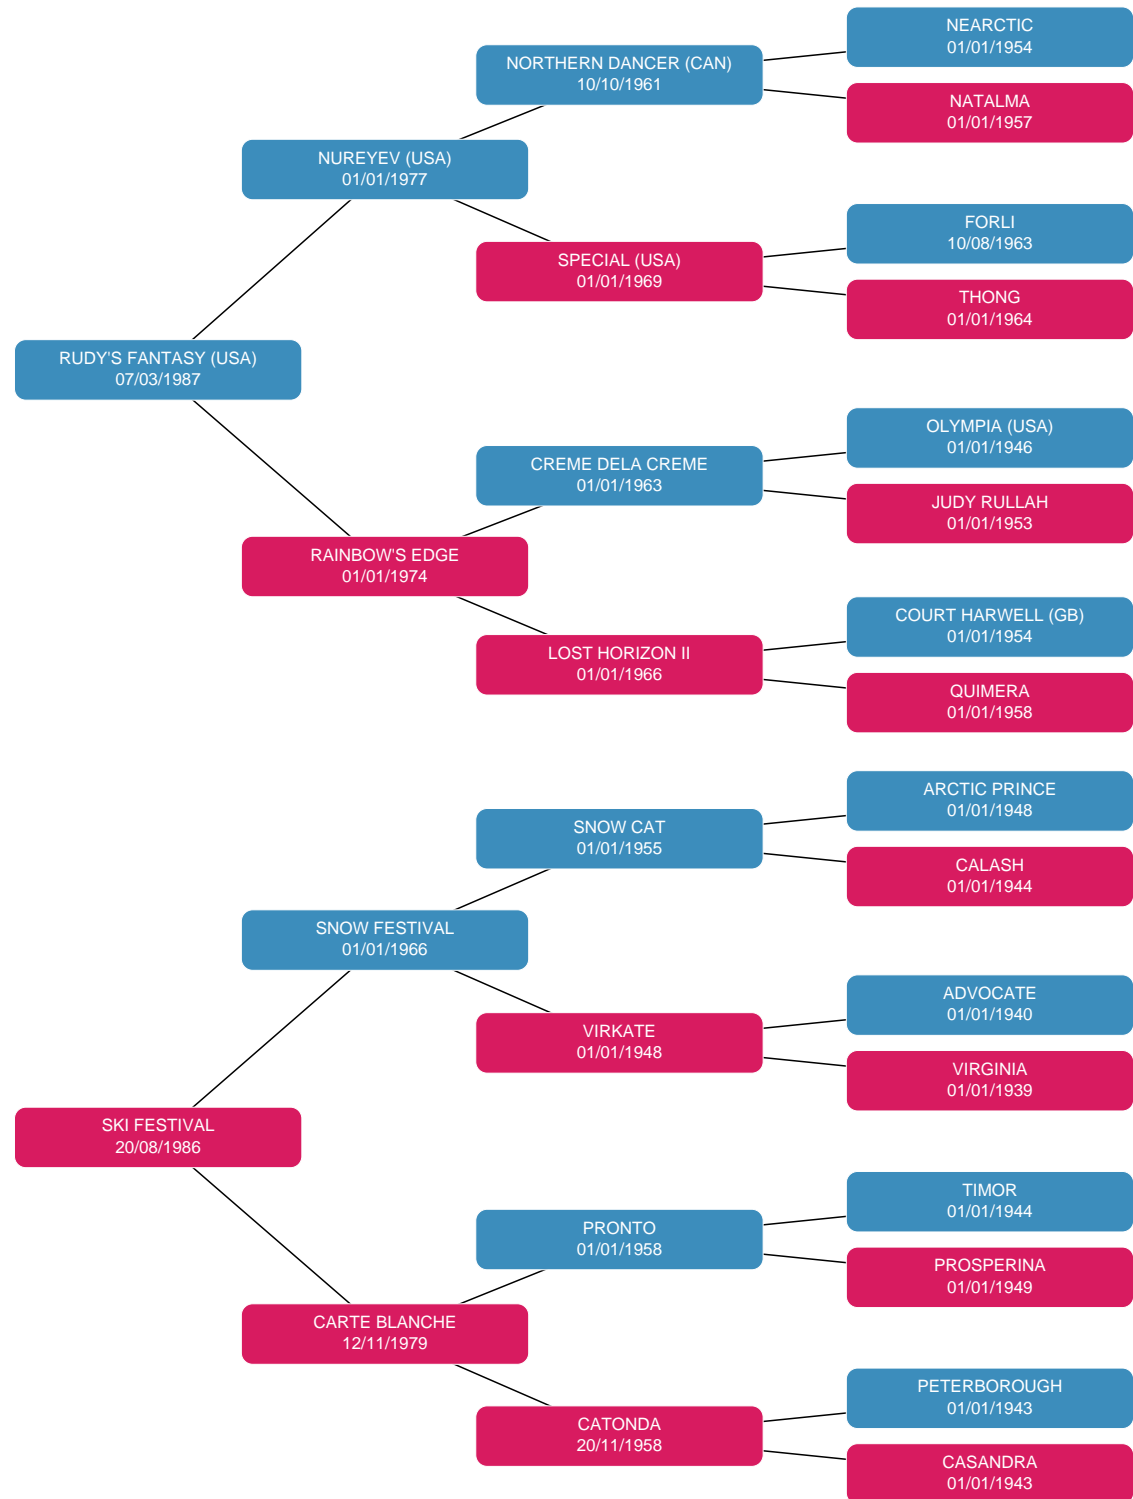 NEARCTIC
01/01/1954
NORTHERN DANCER (CAN)
10/10/1961
NATALMA
01/01/1957
NUREYEV (USA)
01/01/1977
FORLI
10/08/1963
SPECIAL (USA)
01/01/1969
THONG
01/01/1964
RUDY'S FANTASY (USA)
07/03/1987
OLYMPIA (USA)
01/01/1946
CREME DELA CREME
01/01/1963
JUDY RULLAH
01/01/1953
RAINBOW'S EDGE
01/01/1974
COURT HARWELL (GB)
01/01/1954
LOST HORIZON II
01/01/1966
QUIMERA
01/01/1958
ARCTIC PRINCE
01/01/1948
SNOW CAT
01/01/1955
CALASH
01/01/1944
SNOW FESTIVAL
01/01/1966
ADVOCATE
01/01/1940
VIRKATE
01/01/1948
VIRGINIA
01/01/1939
SKI FESTIVAL
20/08/1986
TIMOR
01/01/1944
PRONTO
01/01/1958
PROSPERINA
01/01/1949
CARTE BLANCHE
12/11/1979
PETERBOROUGH
01/01/1943
CATONDA
20/11/1958
CASANDRA
01/01/1943